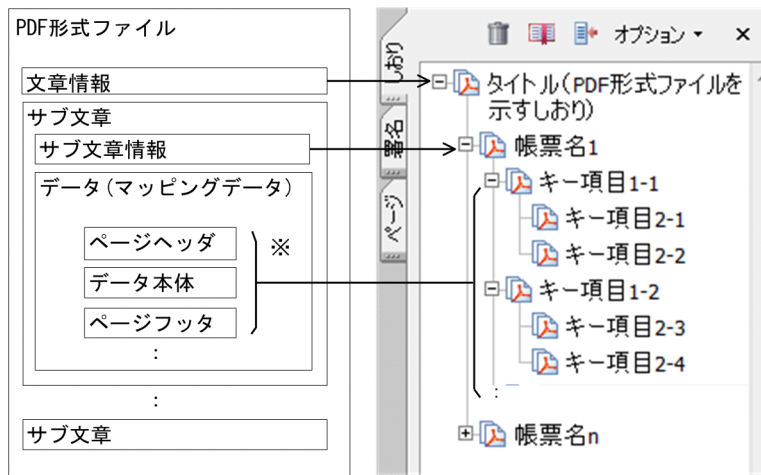 PDF形式ファイル
文章情報
サブ文章
サブ文章情報
データ(マッピングデータ)
ページヘッダ
※
データ本体
ページフッタ
:
:
サブ文章
しおり
署名
ページ
オプション
×
タイトル(PDF形式ファイルを
示すしおり)
帳票名1
キー項目1-1
キー項目2-1
キー項目2-2
キー項目1-2
キー項目2-3
キー項目2-4
:
帳票名n